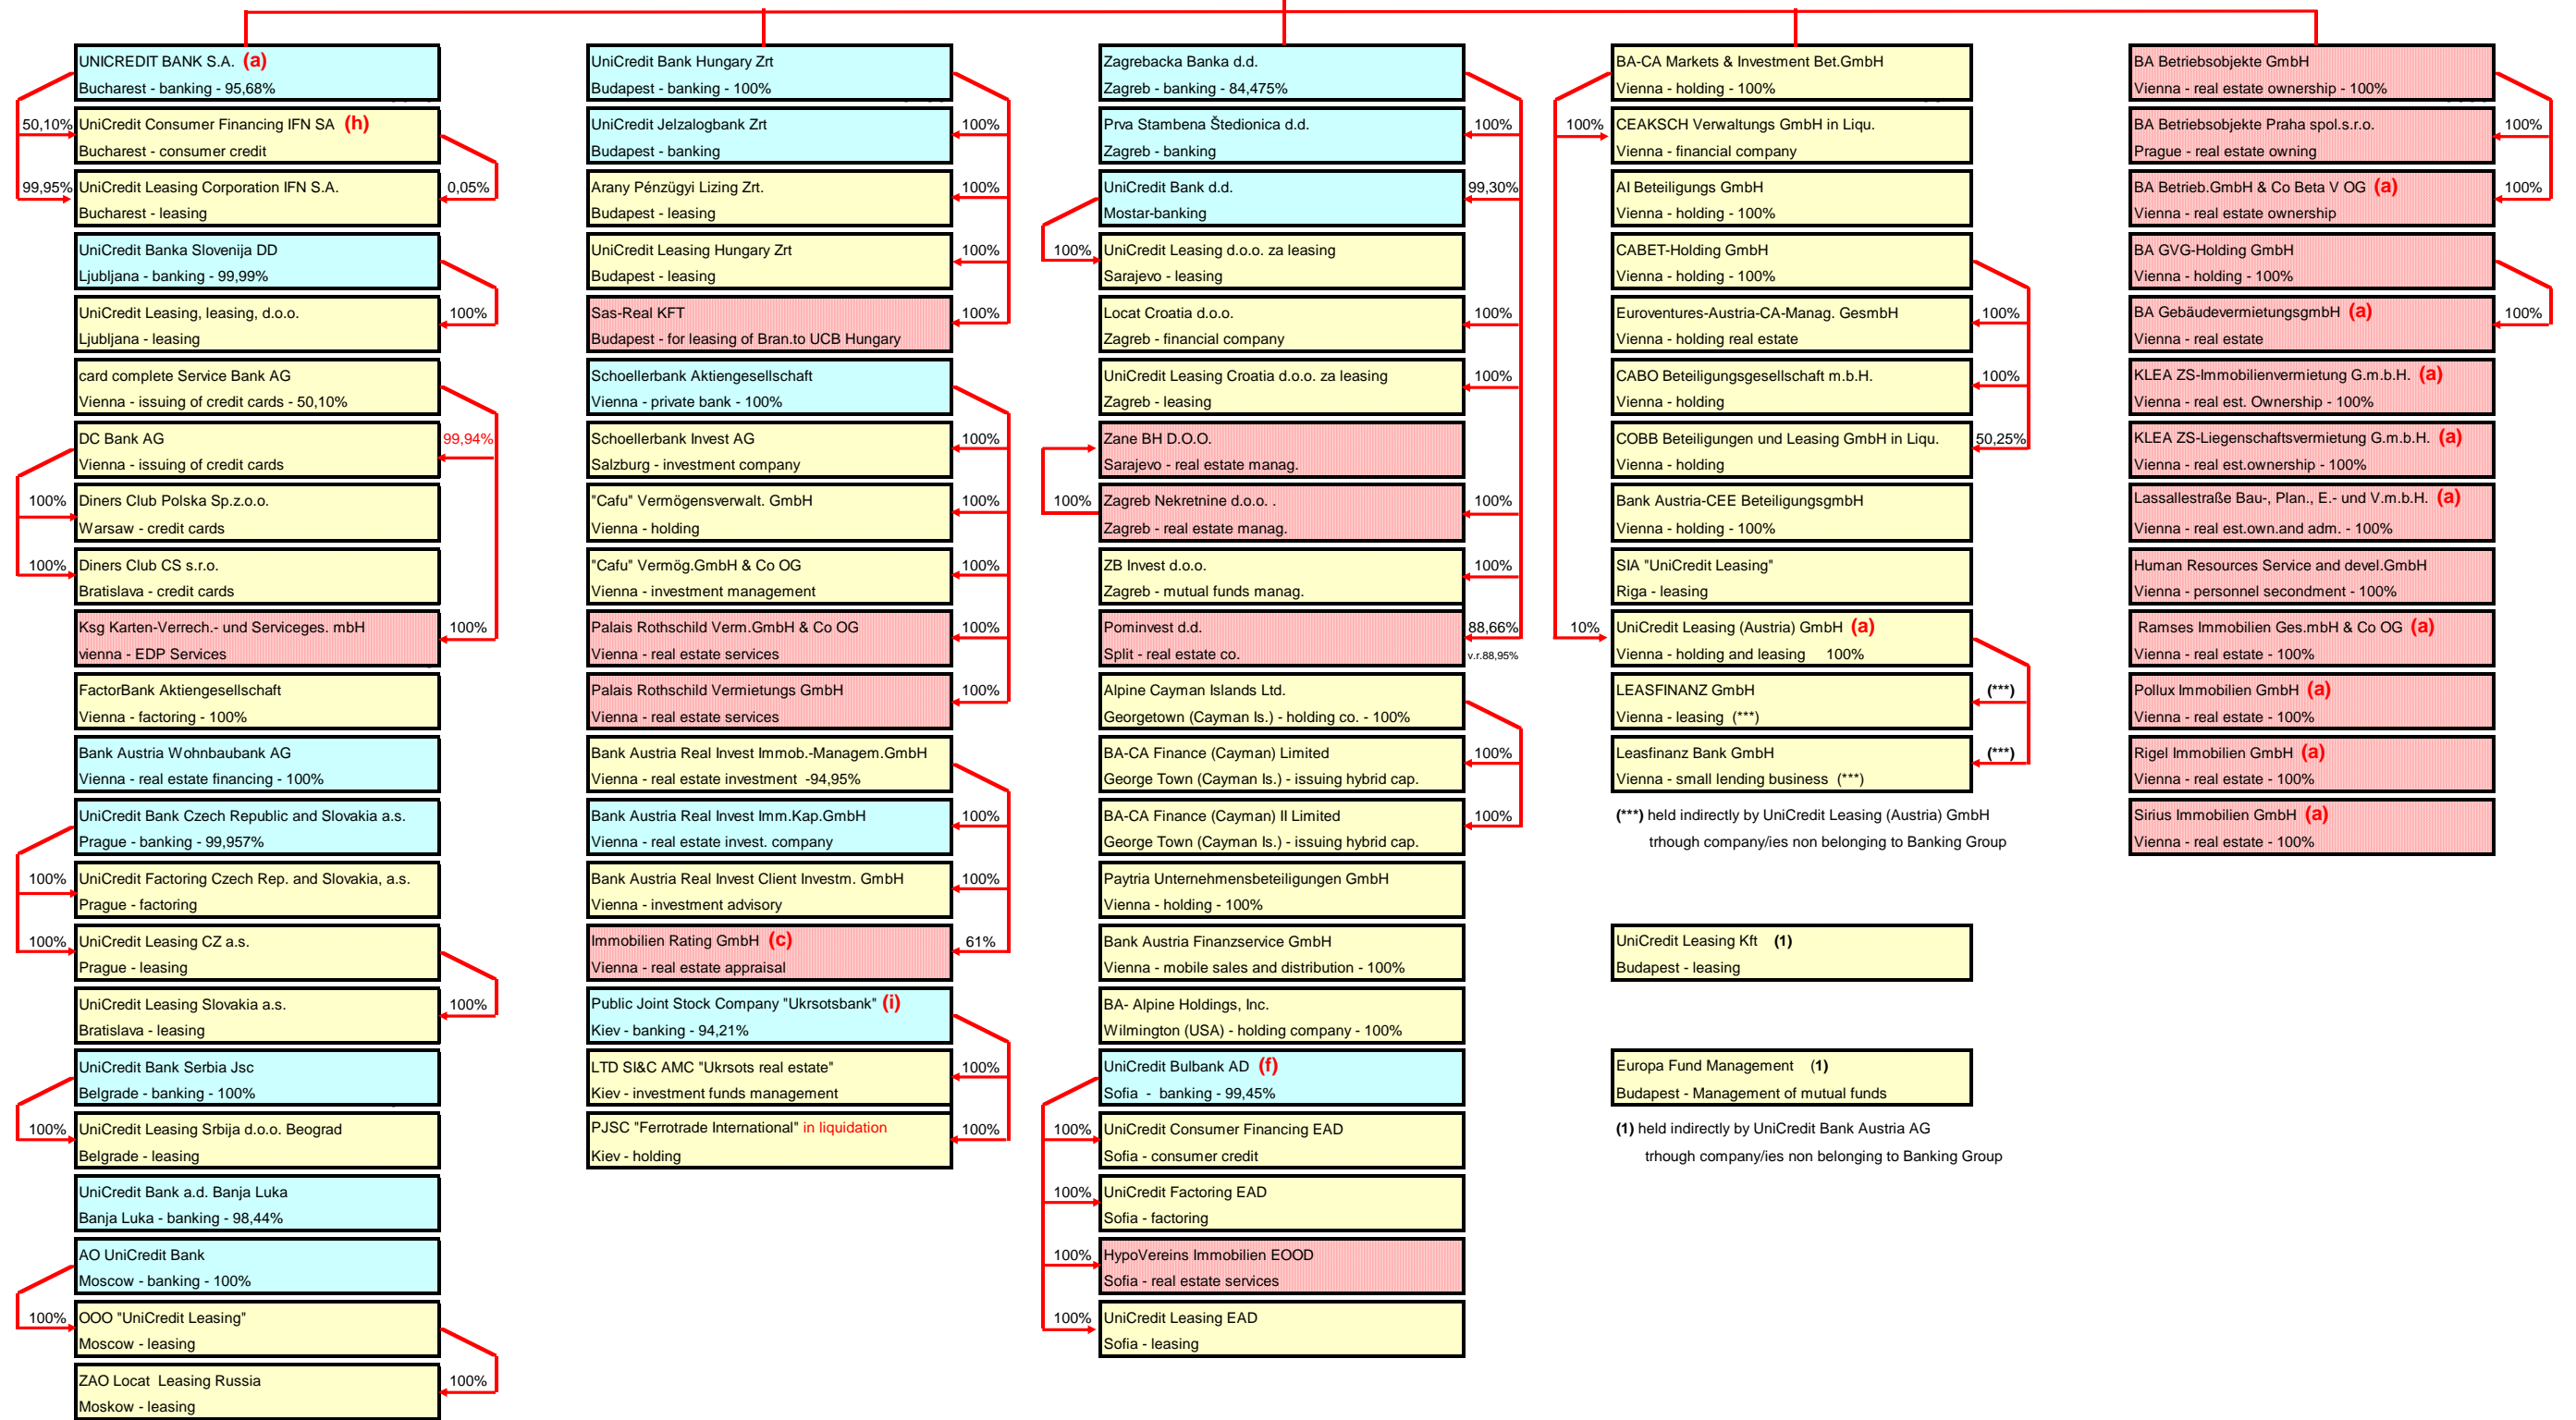 UNICREDIT BANK S.A. (a)
Bucharest - banking - 95,68%
50,10%
UniCredit Consumer Financing IFN SA (h)
Bucharest - consumer credit
99,95%
UniCredit Leasing Corporation IFN S.A.
0,05%
Bucharest - leasing
UniCredit Banka Slovenija DD
Ljubljana - banking - 99,99%
UniCredit Leasing, leasing, d.o.o.
100%
Ljubljana - leasing
card complete Service Bank AG
Vienna - issuing of credit cards - 50,10%
DC Bank AG
99,94%
Vienna - issuing of credit cards
100%
Diners Club Polska Sp.z.o.o.
Warsaw - credit cards
100%
Diners Club CS s.r.o.
Bratislava - credit cards
Ksg Karten-Verrech.- und Serviceges. mbH
100%
vienna - EDP Services
FactorBank Aktiengesellschaft
Vienna - factoring - 100%
Bank Austria Wohnbaubank AG
Vienna - real estate financing - 100%
UniCredit Bank Czech Republic and Slovakia a.s.
Prague - banking - 99,957%
100%
UniCredit Factoring Czech Rep. and Slovakia, a.s.
Prague - factoring
100%
UniCredit Leasing CZ a.s.
Prague - leasing
UniCredit Leasing Slovakia a.s.
100%
Bratislava - leasing
UniCredit Bank Serbia Jsc
Belgrade - banking - 100%
100%
UniCredit Leasing Srbija d.o.o. Beograd
Belgrade - leasing
UniCredit Bank a.d. Banja Luka
Banja Luka - banking - 98,44%
AO UniCredit Bank
Moscow - banking - 100%
100%
OOO "UniCredit Leasing"
Moscow - leasing
ZAO Locat Leasing Russia
100%
Moskow - leasing
UniCredit Bank Hungary Zrt
Budapest - banking - 100%
UniCredit Jelzalogbank Zrt
100%
Budapest - banking
Arany Pénzügyi Lizing Zrt.
100%
Budapest - leasing
UniCredit Leasing Hungary Zrt
100%
Budapest - leasing
Sas-Real KFT
100%
Budapest - for leasing of Bran.to UCB Hungary
Schoellerbank Aktiengesellschaft
Vienna - private bank - 100%
Schoellerbank Invest AG
100%
Salzburg - investment company
"Cafu" Vermögensverwalt. GmbH
100%
Vienna - holding
"Cafu" Vermög.GmbH & Co OG
100%
Vienna - investment management
Palais Rothschild Verm.GmbH & Co OG
100%
Vienna - real estate services
Palais Rothschild Vermietungs GmbH
100%
Vienna - real estate services
Bank Austria Real Invest Immob.-Managem.GmbH
Vienna - real estate investment -94,95%
Bank Austria Real Invest Imm.Kap.GmbH
100%
Vienna - real estate invest. company
Bank Austria Real Invest Client Investm. GmbH
100%
Vienna - investment advisory
Immobilien Rating GmbH (c)
61%
Vienna - real estate appraisal
Public Joint Stock Company "Ukrsotsbank" (i)
Kiev - banking - 94,21%
LTD SI&C AMC "Ukrsots real estate"
100%
Kiev - investment funds management
PJSC "Ferrotrade International" in liquidation
100%
Kiev - holding
Zagrebacka Banka d.d.
Zagreb - banking - 84,475%
Prva Stambena Štedionica d.d.
100%
Zagreb - banking
UniCredit Bank d.d.
99,30%
Mostar-banking
100%
UniCredit Leasing d.o.o. za leasing
Sarajevo - leasing
Locat Croatia d.o.o.
100%
Zagreb - financial company
UniCredit Leasing Croatia d.o.o. za leasing
100%
Zagreb - leasing
Zane BH D.O.O.
Sarajevo - real estate manag.
100%
Zagreb Nekretnine d.o.o. .
100%
Zagreb - real estate manag.
ZB Invest d.o.o.
100%
Zagreb - mutual funds manag.
Pominvest d.d.
88,66%
Split - real estate co.
v.r.88,95%
Alpine Cayman Islands Ltd.
Georgetown (Cayman Is.) - holding co. - 100%
BA-CA Finance (Cayman) Limited
100%
George Town (Cayman Is.) - issuing hybrid cap.
BA-CA Finance (Cayman) II Limited
100%
George Town (Cayman Is.) - issuing hybrid cap.
Paytria Unternehmensbeteiligungen GmbH
Vienna - holding - 100%
Bank Austria Finanzservice GmbH
Vienna - mobile sales and distribution - 100%
BA- Alpine Holdings, Inc.
Wilmington (USA) - holding company - 100%
UniCredit Bulbank AD (f)
Sofia - banking - 99,45%
100%
UniCredit Consumer Financing EAD
Sofia - consumer credit
100%
UniCredit Factoring EAD
Sofia - factoring
100%
HypoVereins Immobilien EOOD
Sofia - real estate services
100%
UniCredit Leasing EAD
Sofia - leasing
BA-CA Markets & Investment Bet.GmbH
Vienna - holding - 100%
100%
CEAKSCH Verwaltungs GmbH in Liqu.
Vienna - financial company
AI Beteiligungs GmbH
Vienna - holding - 100%
CABET-Holding GmbH
Vienna - holding - 100%
Euroventures-Austria-CA-Manag. GesmbH
100%
Vienna - holding real estate
CABO Beteiligungsgesellschaft m.b.H.
100%
Vienna - holding
COBB Beteiligungen und Leasing GmbH in Liqu.
50,25%
Vienna - holding
Bank Austria-CEE BeteiligungsgmbH
Vienna - holding - 100%
SIA "UniCredit Leasing"
Riga - leasing
10%
UniCredit Leasing (Austria) GmbH (a)
Vienna - holding and leasing 100%
LEASFINANZ GmbH
(***)
Vienna - leasing (***)
Leasfinanz Bank GmbH
(***)
Vienna - small lending business (***)
(***) held indirectly by UniCredit Leasing (Austria) GmbH
trhough company/ies non belonging to Banking Group
UniCredit Leasing Kft (1)
Budapest - leasing
Europa Fund Management (1)
Budapest - Management of mutual funds
(1) held indirectly by UniCredit Bank Austria AG
trhough company/ies non belonging to Banking Group
BA Betriebsobjekte GmbH
Vienna - real estate ownership - 100%
BA Betriebsobjekte Praha spol.s.r.o.
100%
Prague - real estate owning
BA Betrieb.GmbH & Co Beta V OG (a)
100%
Vienna - real estate ownership
BA GVG-Holding GmbH
Vienna - holding - 100%
BA GebäudevermietungsgmbH (a)
100%
Vienna - real estate
KLEA ZS-Immobilienvermietung G.m.b.H. (a)
Vienna - real est. Ownership - 100%
KLEA ZS-Liegenschaftsvermietung G.m.b.H. (a)
Vienna - real est.ownership - 100%
Lassallestraße Bau-, Plan., E.- und V.m.b.H. (a)
Vienna - real est.own.and adm. - 100%
Human Resources Service and devel.GmbH
Vienna - personnel secondment - 100%
Ramses Immobilien Ges.mbH & Co OG (a)
Vienna - real estate - 100%
Pollux Immobilien GmbH (a)
Vienna - real estate - 100%
Rigel Immobilien GmbH (a)
Vienna - real estate - 100%
Sirius Immobilien GmbH (a)
Vienna - real estate - 100%